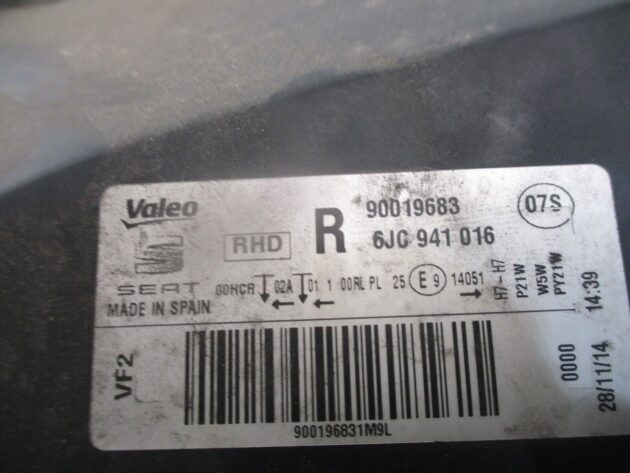 Valeo
RHD
R
90019683
6JC 941 016
07S
SEAT
00HCR 02A 01 1 00RL PL 25 E 9 14051
MADE IN SPAIN
H7-H7
P21W
W5W
PY21W
14:39
VF2
0000
28/11/14
900196831M9L